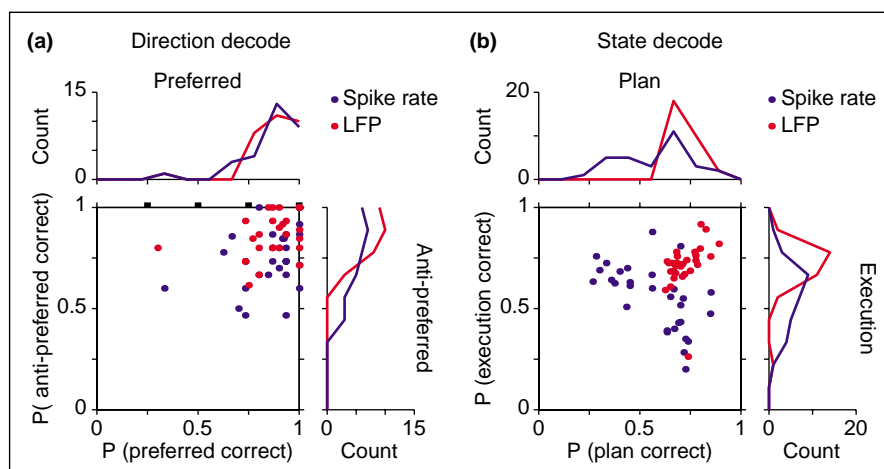 (a) Direction decode
Preferred
15
Count
0
Spike rate
LFP
1
P( anti-preferred correct)
0.5
0
0 0.5 1
P (preferred correct)
Anti-preferred
0 15
Count
(b) State decode
Plan
20
Count
0
Spike rate
LFP
1
P (execution correct)
0.5
0
0 0.5 1
P (plan correct)
Execution
0 20
Count